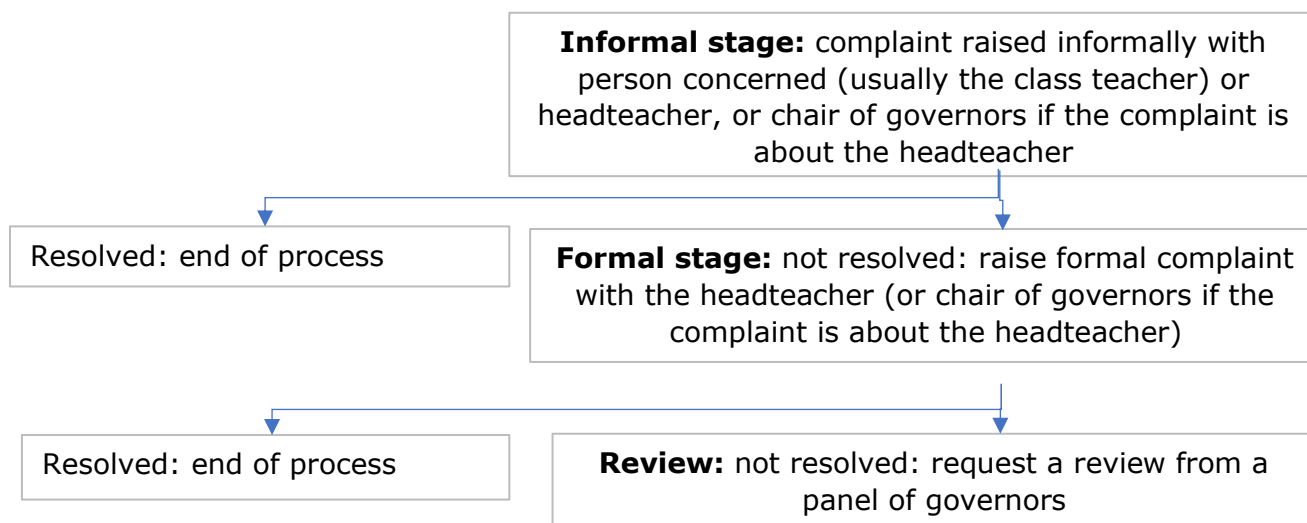 Informal stage: complaint raised informally with
person concerned (usually the class teacher) or
headteacher, or chair of governors if the complaint is
about the headteacher
Resolved: end of process
Formal stage: not resolved: raise formal complaint
with the headteacher (or chair of governors if the
complaint is about the headteacher)
Resolved: end of process
Review: not resolved: request a review from a
panel of governors